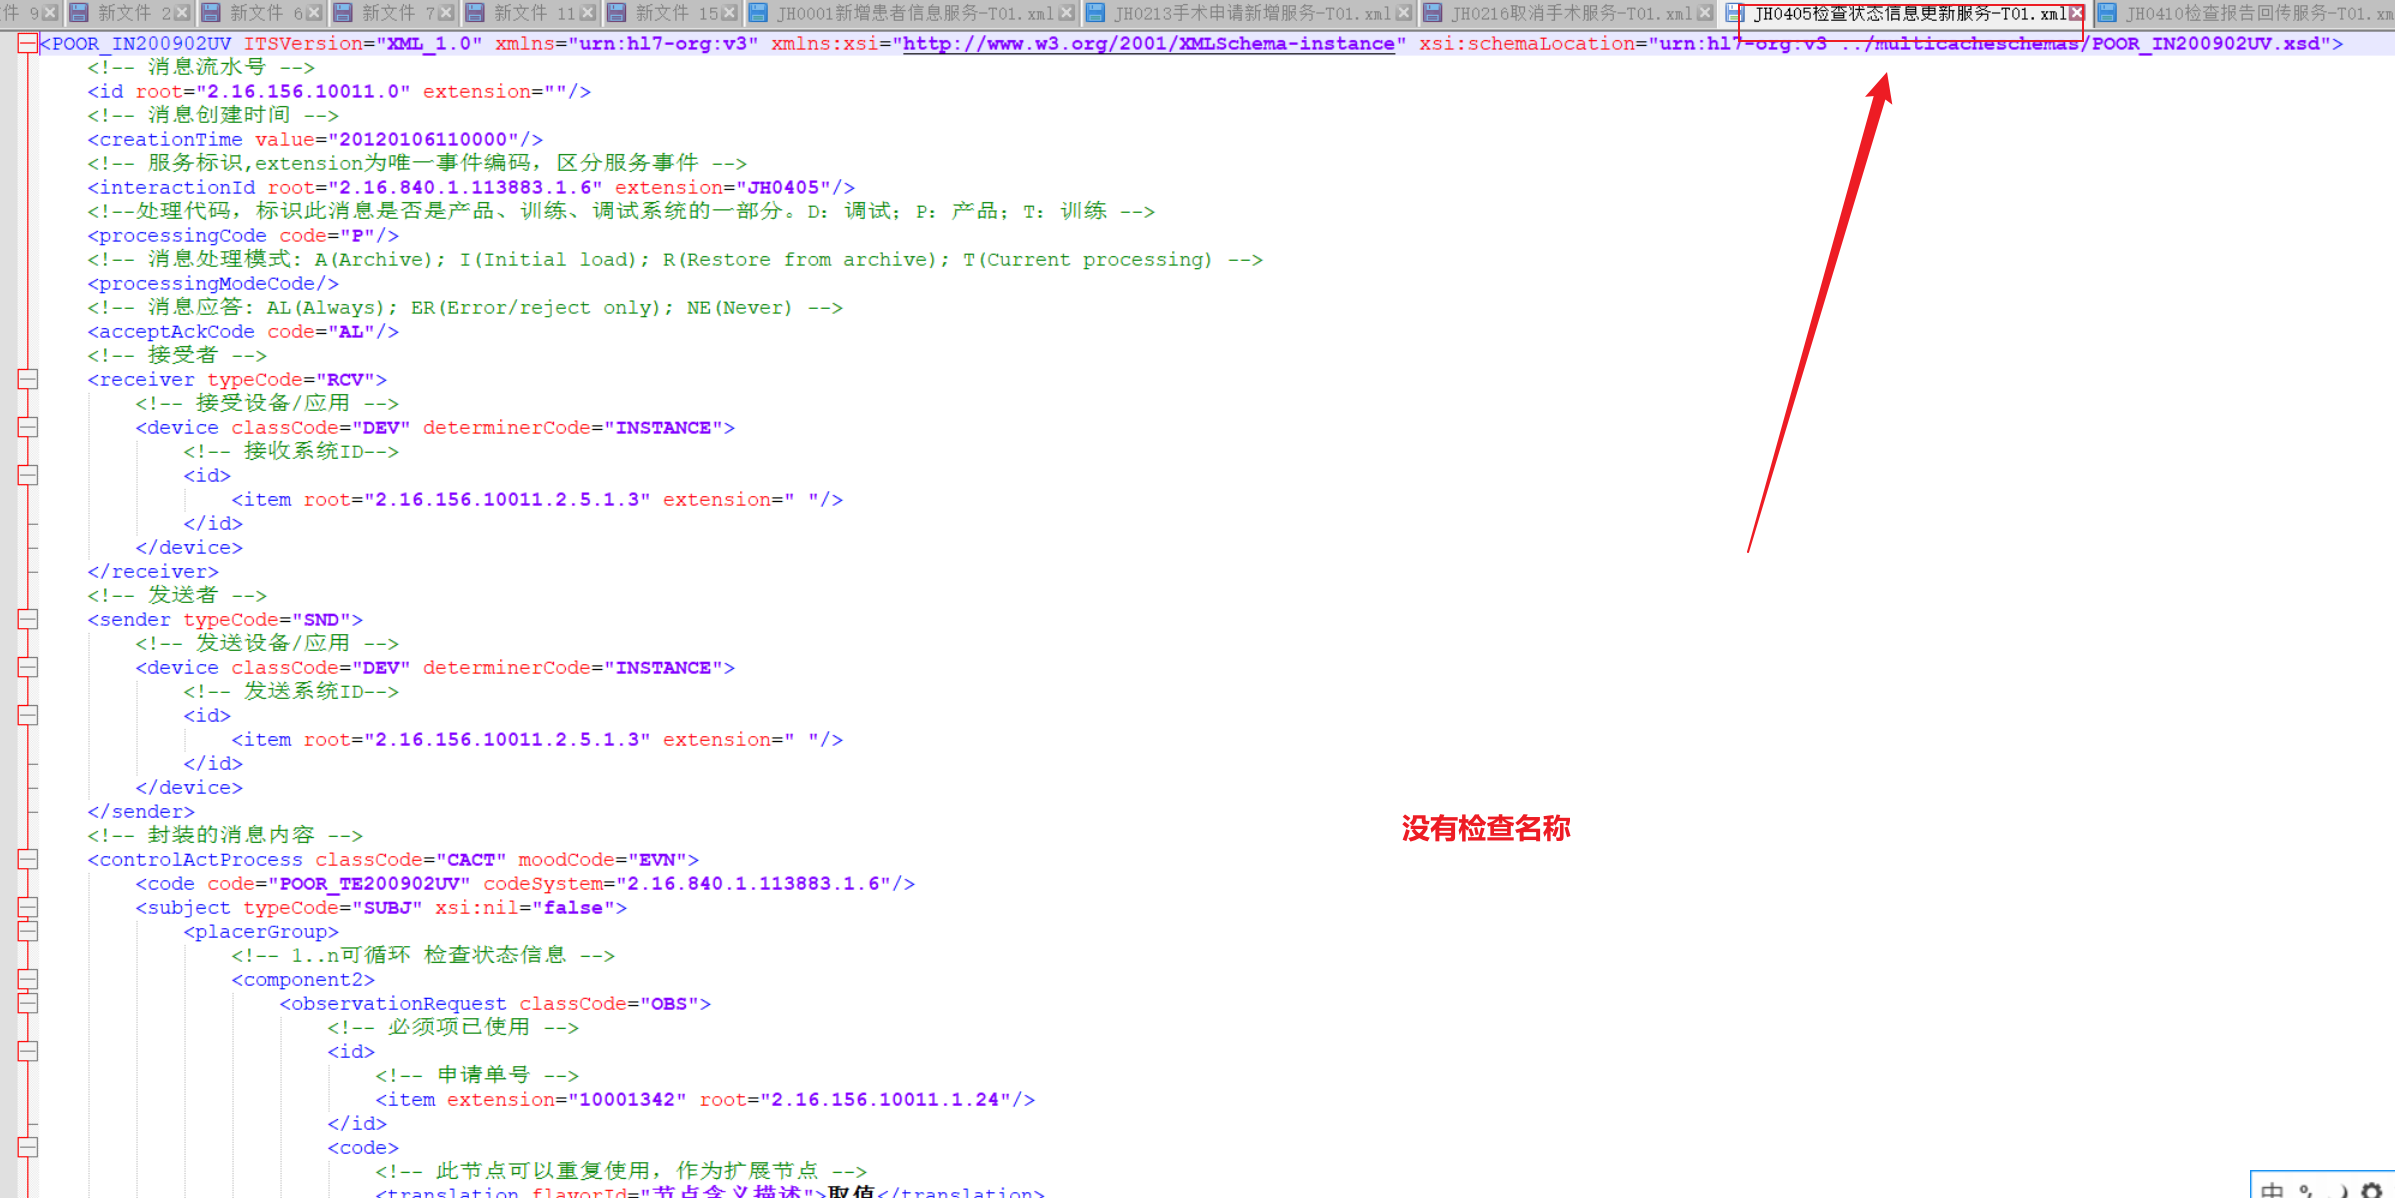 件 9 新文件 2 新文件 6 新文件 7 新文件 11 新文件 15 JH0001新增患者信息服务-T01.xml JH0213手术申请新增服务-T01.xml JH0216取消手术服务-T01.xml JH0405检查状态信息更新服务-T01.xml JH0410检查报告回传服务-T01.xm
<POOR_IN200902UV ITSVersion="XML_1.0" xmlns="urn:hl7-org:v3" xmlns:xsi="http://www.w3.org/2001/XMLSchema-instance" xsi:schemaLocation="urn:hl7-org:v3 ../multicacheschemas/POOR_IN200902UV.xsd">
<!-- 消息流水号 -->
<id root="2.16.156.10011.0" extension=""/>
<!-- 消息创建时间 -->
<creationTime value="20120106110000"/>
<!-- 服务标识,extension为唯一事件编码，区分服务事件 -->
<interactionId root="2.16.840.1.113883.1.6" extension="JH0405"/>
<!--处理代码，标识此消息是否是产品、训练、调试系统的一部分。D：调试；P：产品；T：训练 -->
<processingCode code="P"/>
<!-- 消息处理模式: A(Archive); I(Initial load); R(Restore from archive); T(Current processing) -->
<processingModeCode/>
<!-- 消息应答: AL(Always); ER(Error/reject only); NE(Never) -->
<acceptAckCode code="AL"/>
<!-- 接受者 -->
<receiver typeCode="RCV">
<!-- 接受设备/应用 -->
<device classCode="DEV" determinerCode="INSTANCE">
<!-- 接收系统ID-->
<id>
<item root="2.16.156.10011.2.5.1.3" extension=" "/>
</id>
</device>
</receiver>
<!-- 发送者 -->
<sender typeCode="SND">
<!-- 发送设备/应用 -->
<device classCode="DEV" determinerCode="INSTANCE">
<!-- 发送系统ID-->
<id>
<item root="2.16.156.10011.2.5.1.3" extension=" "/>
</id>
</device>
</sender>
没有检查名称
<!-- 封装的消息内容 -->
<controlActProcess classCode="CACT" moodCode="EVN">
<code code="POOR_TE200902UV" codeSystem="2.16.840.1.113883.1.6"/>
<subject typeCode="SUBJ" xsi:nil="false">
<placerGroup>
<!-- 1..n可循环 检查状态信息 -->
<component2>
<observationRequest classCode="OBS">
<!-- 必须项已使用 -->
<id>
<!-- 申请单号 -->
<item extension="10001342" root="2.16.156.10011.1.24"/>
</id>
<code>
<!-- 此节点可以重复使用，作为扩展节点 -->
<translation flavorId="节点含义描述">取值</translation>
中